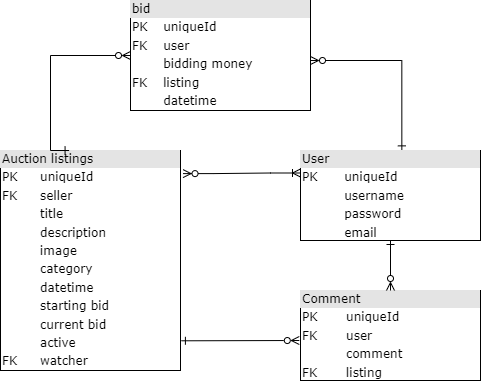 bid
PK uniqueId
FK user
bidding money
FK listing
datetime
Auction listings
PK uniqueId
FK seller
title
description
image
category
datetime
starting bid
current bid
active
FK watcher
User
PK uniqueId
username
password
email
Comment
PK uniqueId
FK user
comment
FK listing